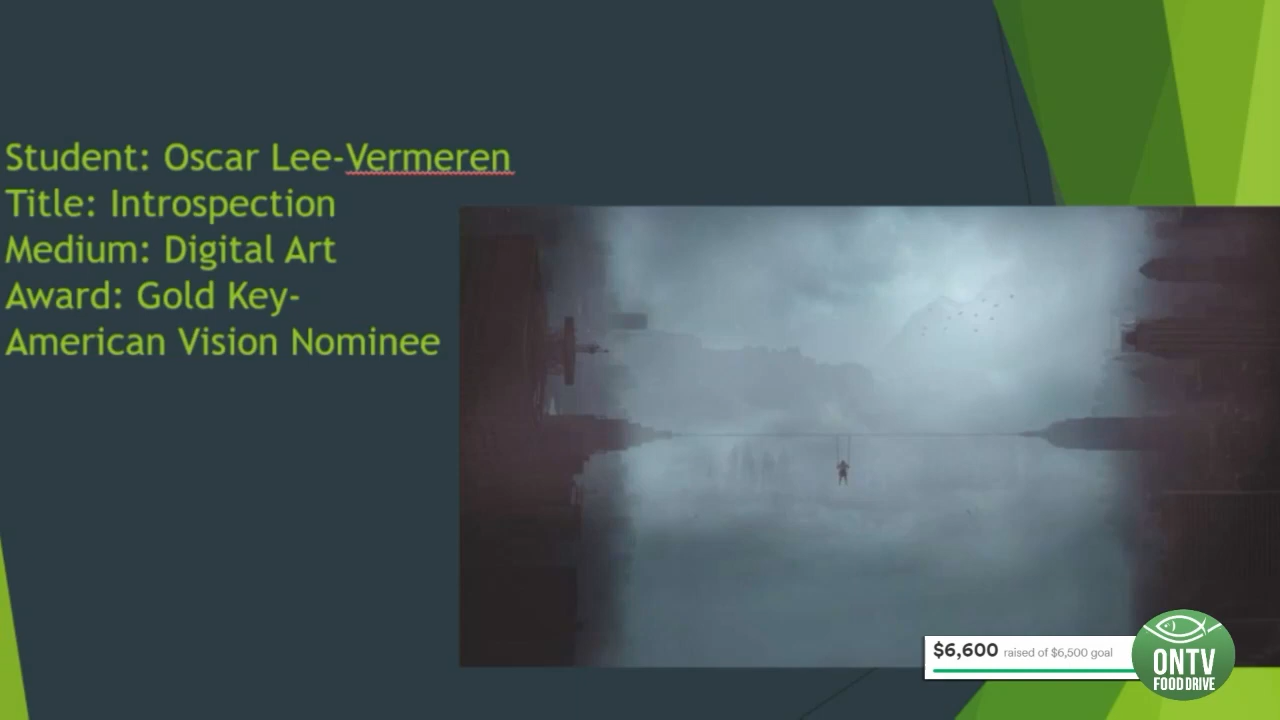 Student: Oscar Lee-Vermeren
Title: Introspection
Medium: Digital Art
Award: Gold Key-
American Vision Nominee
$6,600 raised of $6,500 goal
ONTV
FOOD DRIVE